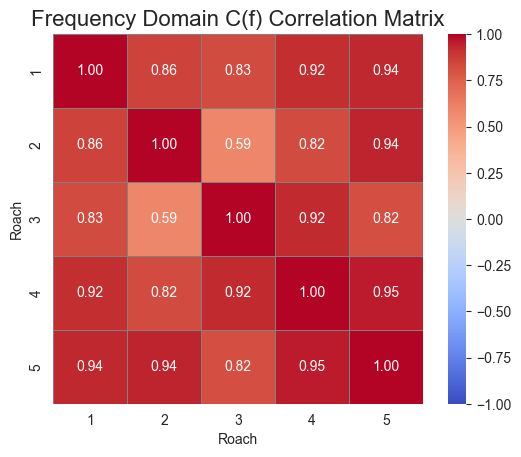 Frequency Domain C(f) Correlation Matrix
1 1.00 0.86 0.83 0.92 0.94
2 0.86 1.00 0.59 0.82 0.94
3 0.83 0.59 1.00 0.92 0.82
4 0.92 0.82 0.92 1.00 0.95
5 0.94 0.94 0.82 0.95 1.00
1 2 3 4 5
Roach
Roach
1.00
0.75
0.50
0.25
0.00
−0.25
−0.50
−0.75
−1.00